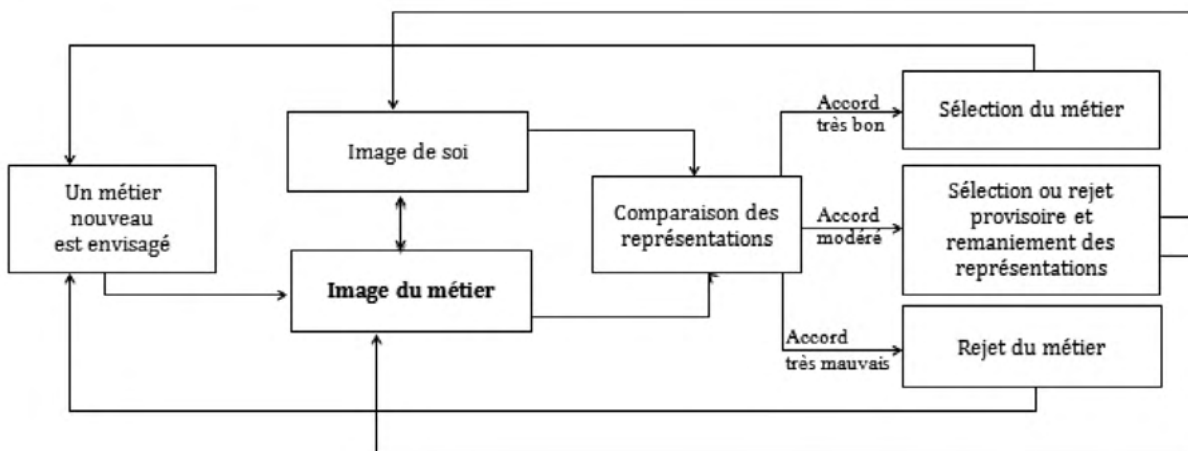 Accord
très bon
Sélection du métier
Image de soi
Un métier
nouveau
est envisagé
Comparaison des
représentations
Accord
modéré
Sélection ou rejet
provisoire et
remaniement des
représentations
Image du métier
Accord
très mauvais
Rejet du métier